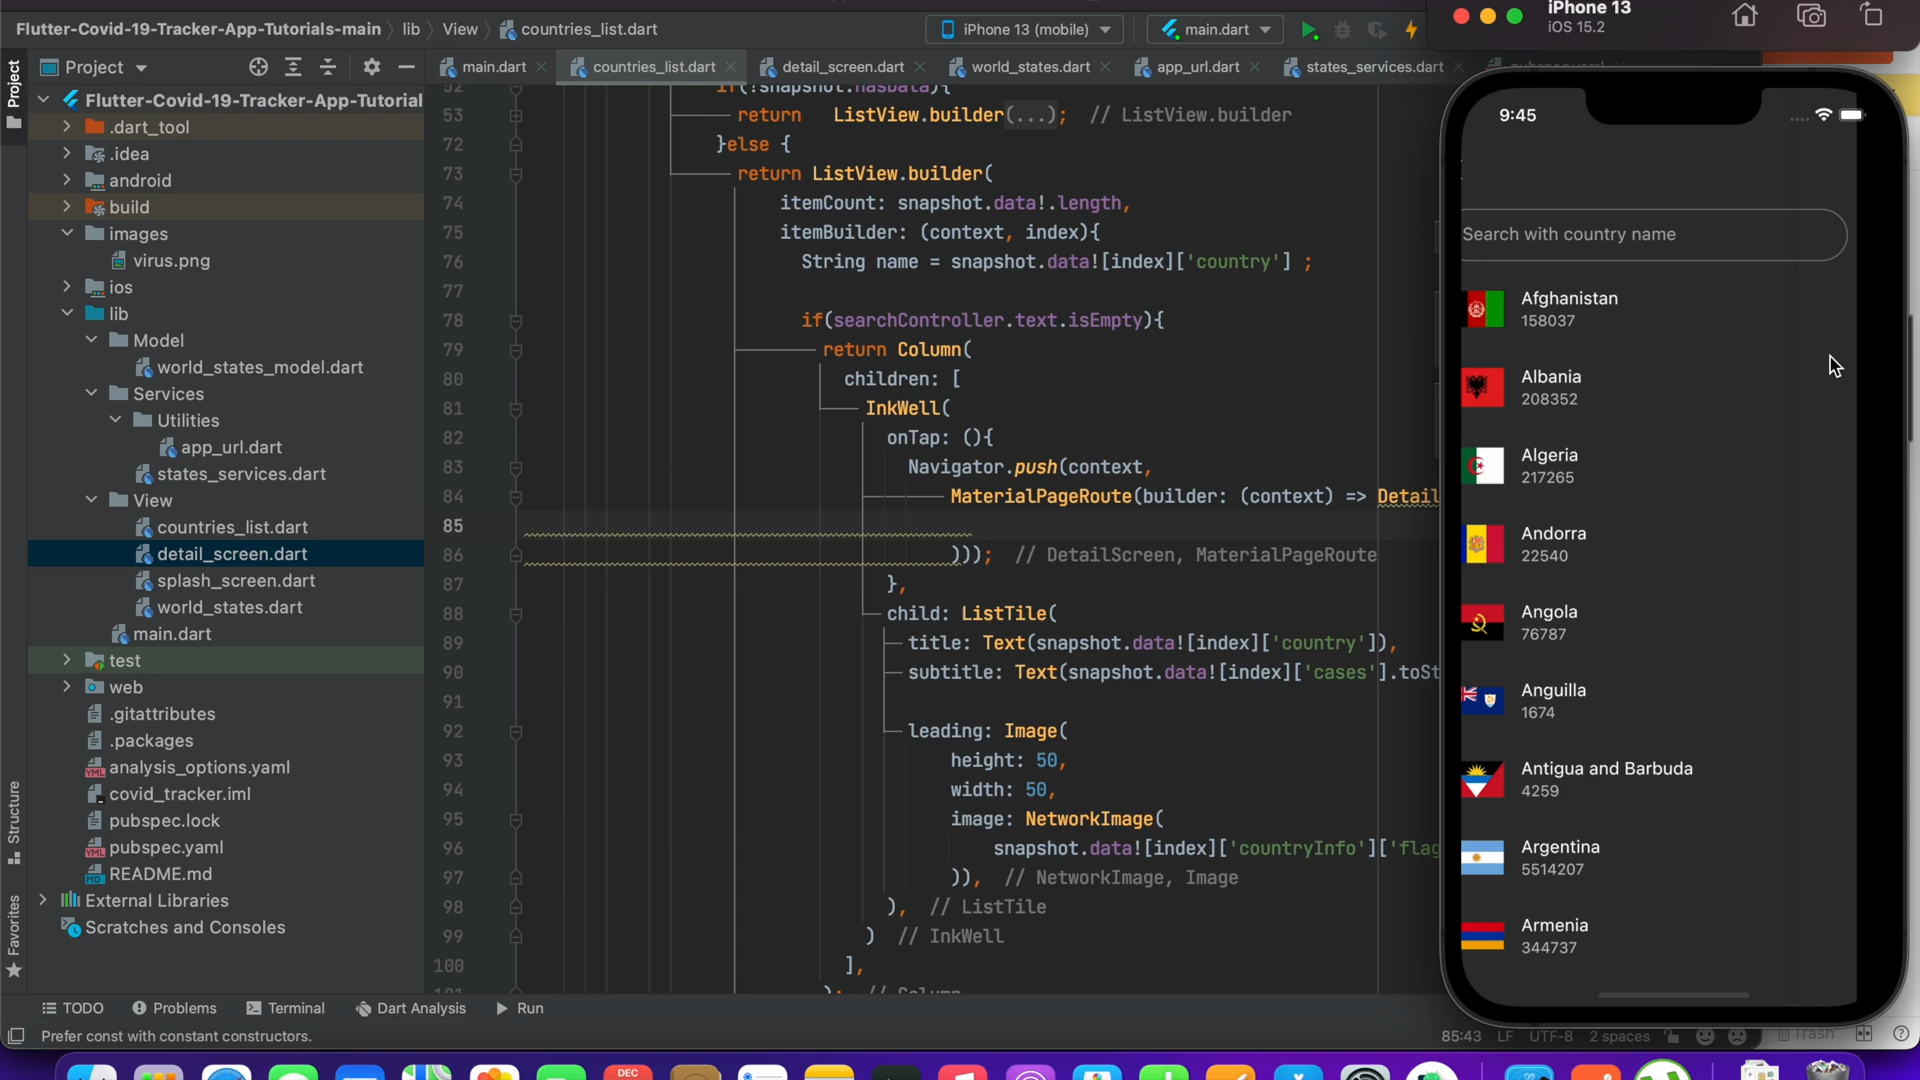 Flutter-Covid-19-Tracker-App-Tutorials-main lib View countries_list.dart
iPhone 13 (mobile) main.dart
iPhone 13
iOS 15.2
Project
main.dart countries_list.dart detail_screen.dart world_states.dart app_url.dart states_services.dart
Project
Structure
Favorites
Flutter-Covid-19-Tracker-App-Tutorial
.dart_tool
.idea
android
build
images
virus.png
ios
lib
Model
world_states_model.dart
Services
Utilities
app_url.dart
states_services.dart
View
countries_list.dart
detail_screen.dart
splash_screen.dart
world_states.dart
main.dart
test
web
.gitattributes
.packages
analysis_options.yaml
covid_tracker.iml
pubspec.lock
pubspec.yaml
README.md
External Libraries
Scratches and Consoles
52 if(!snapshot.hasData){
53 return ListView.builder(...); // ListView.builder
72 }else {
73 return ListView.builder(
74 itemCount: snapshot.data!.length,
75 itemBuilder: (context, index){
76 String name = snapshot.data![index]['country'] ;
77
78 if(searchController.text.isEmpty){
79 return Column(
80 children: [
81 InkWell(
82 onTap: (){
83 Navigator.push(context,
84 MaterialPageRoute(builder: (context) => Detail
85
86 ))); // DetailScreen, MaterialPageRoute
87 },
88 child: ListTile(
89 title: Text(snapshot.data![index]['country']),
90 subtitle: Text(snapshot.data![index]['cases'].toSt
91
92 leading: Image(
93 height: 50,
94 width: 50,
95 image: NetworkImage(
96 snapshot.data![index]['countryInfo']['flag
97 )), // NetworkImage, Image
98 ), // ListTile
99 ) // InkWell
100 ],
101 ); // Column
9:45
Search with country name
Afghanistan
158037
Albania
208352
Algeria
217265
Andorra
22540
Angola
76787
Anguilla
1674
Antigua and Barbuda
4259
Argentina
5514207
Armenia
344737
TODO Problems Terminal Dart Analysis Run
Prefer const with constant constructors.
85:43 LF UTF-8 2 spaces
Trash
DEC